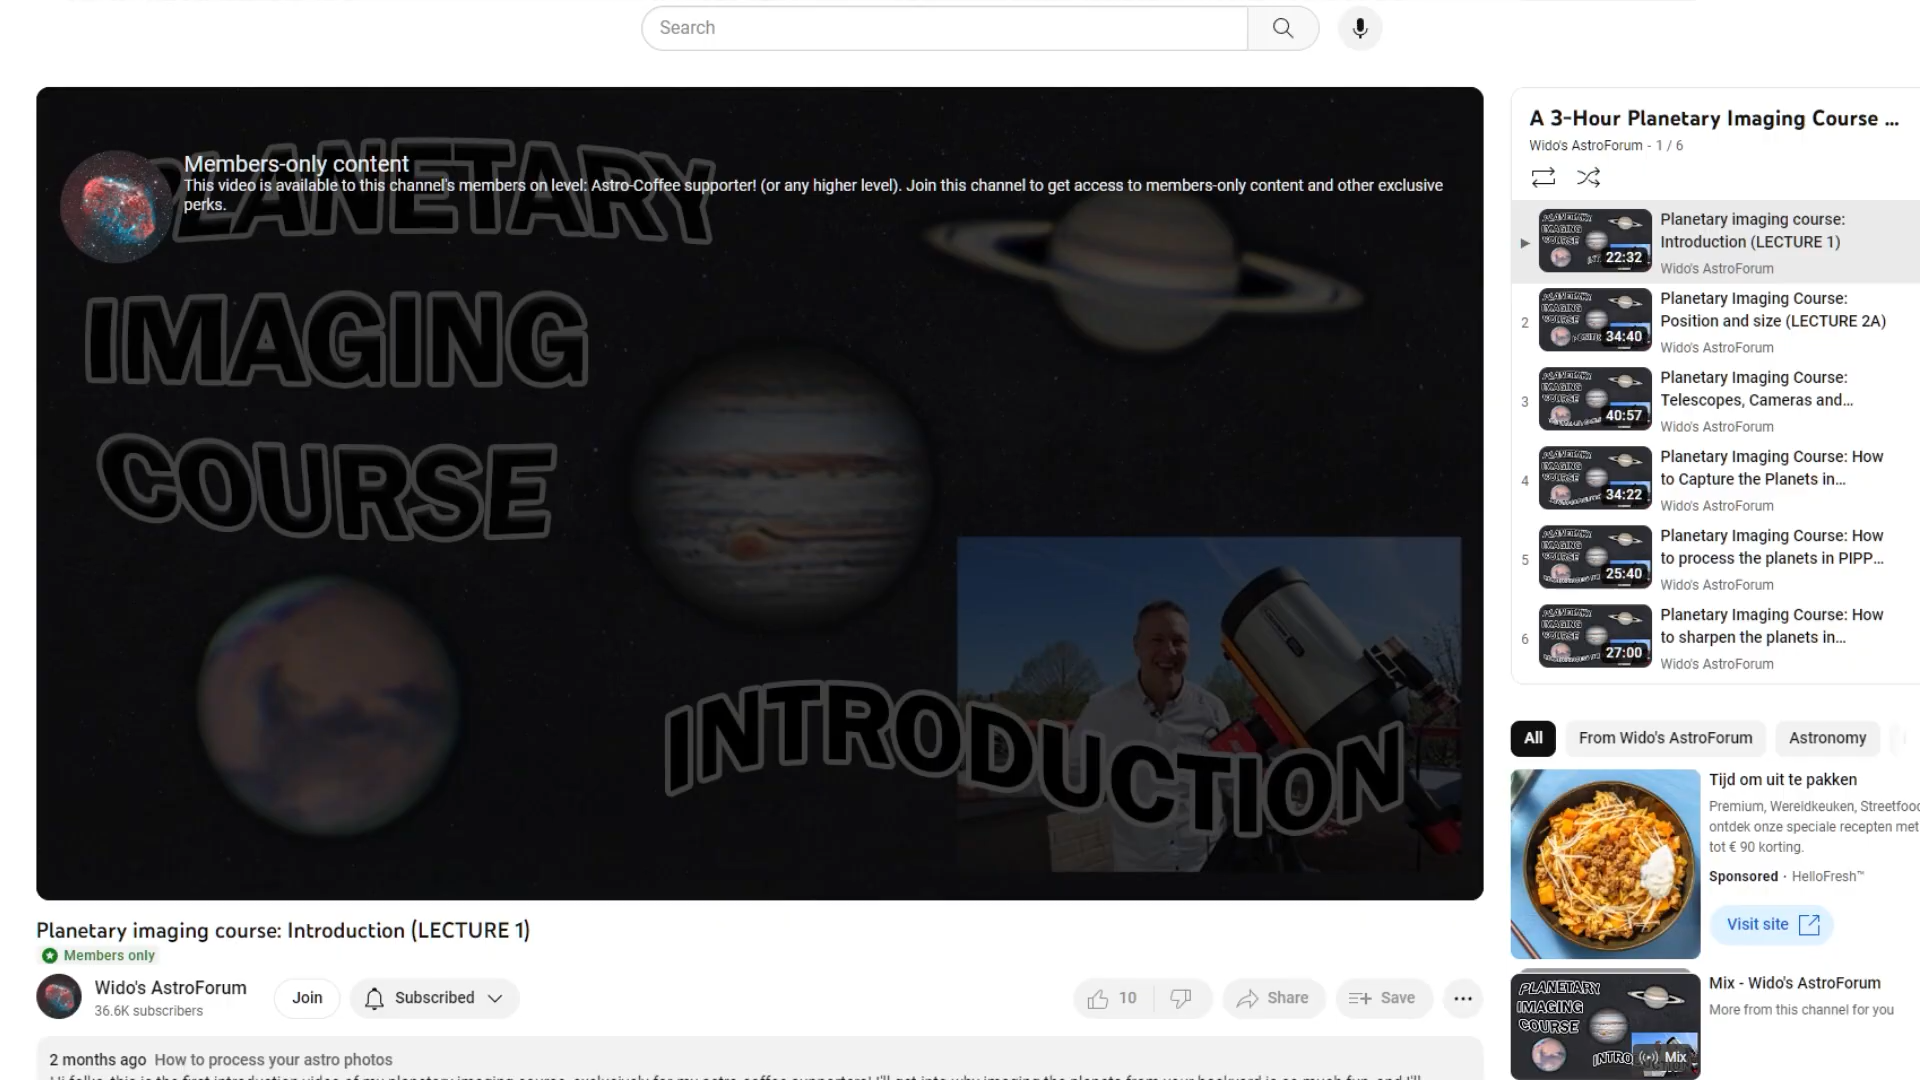 Search
PLANETARY
IMAGING
COURSE
INTRODUCTION
Members-only content
This video is available to this channel's members on level: Astro-Coffee supporter! (or any higher level). Join this channel to get access to members-only content and other exclusive
perks.
Planetary imaging course: Introduction (LECTURE 1)
Members only
Wido's AstroForum
36.6K subscribers
Join
Subscribed
10
Share
Save
2 months ago How to process your astro photos
A 3-Hour Planetary Imaging Course ...
Wido's AstroForum - 1 / 6
22:32
Planetary imaging course:
Introduction (LECTURE 1)
Wido's AstroForum
2
34:40
Planetary Imaging Course:
Position and size (LECTURE 2A)
Wido's AstroForum
3
40:57
Planetary Imaging Course:
Telescopes, Cameras and...
Wido's AstroForum
4
34:22
Planetary Imaging Course: How
to Capture the Planets in...
Wido's AstroForum
5
25:40
Planetary Imaging Course: How
to process the planets in PIPP...
Wido's AstroForum
6
27:00
Planetary Imaging Course: How
to sharpen the planets in...
Wido's AstroForum
All
From Wido's AstroForum
Astronomy
Tijd om uit te pakken
Premium, Wereldkeuken, Streetfood
ontdek onze speciale recepten met
tot € 90 korting.
Sponsored · HelloFresh™
Visit site
PLANETARY
IMAGING
COURSE
INTRO
Mix
Mix - Wido's AstroForum
More from this channel for you